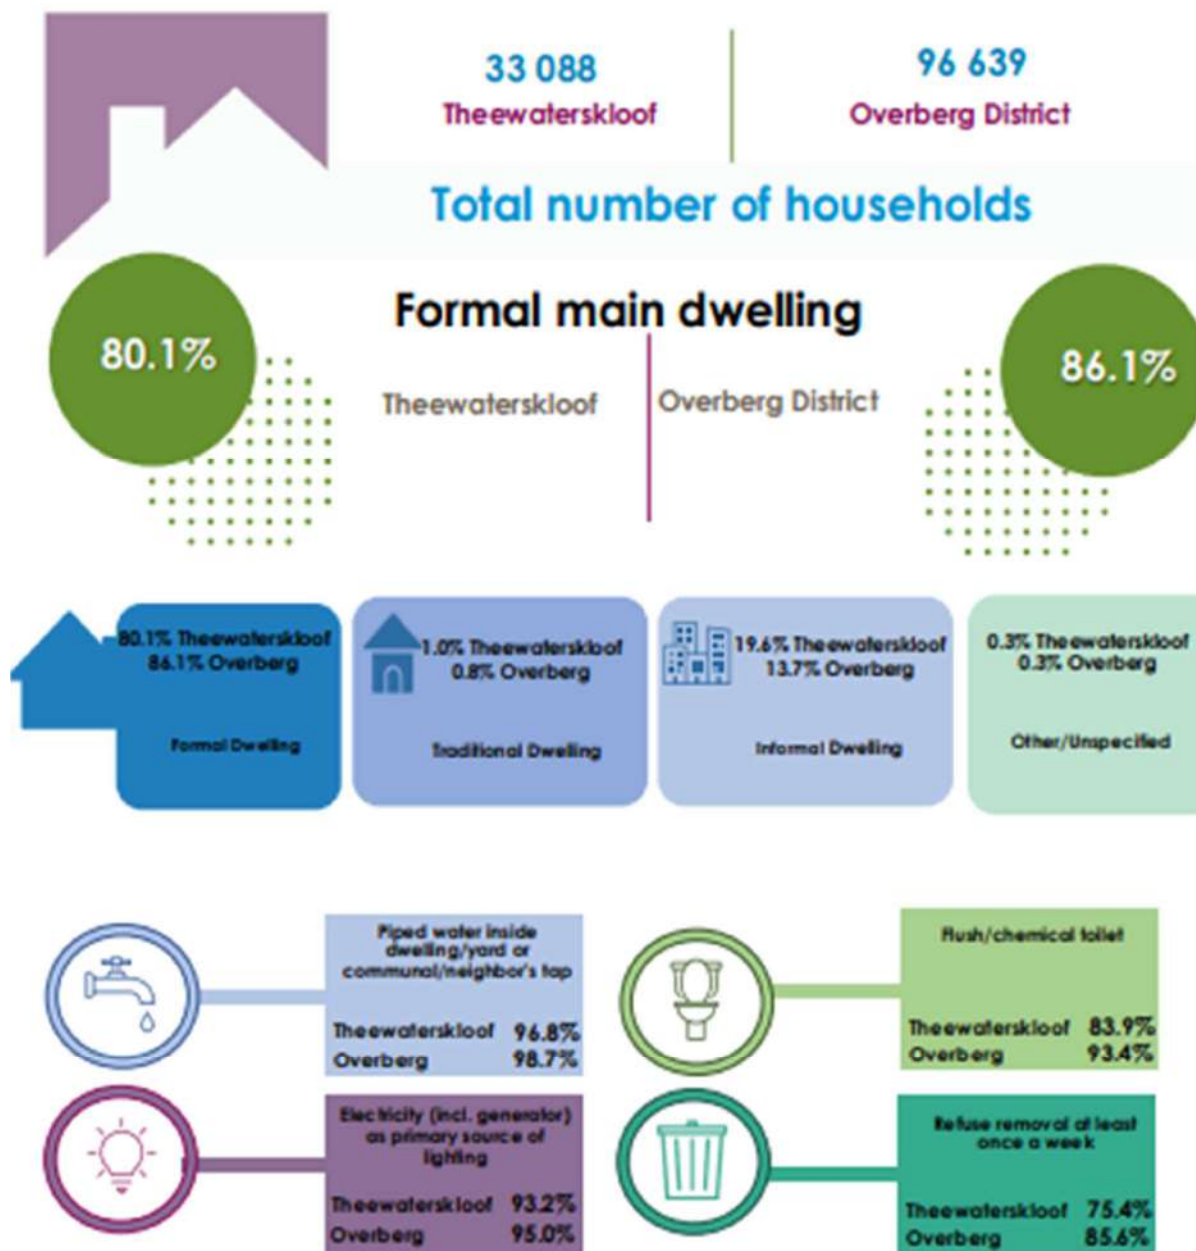 33 088
Theewaterskloof
96 639
Overberg District
Total number of households
Formal main dwelling
80.1%
Theewaterskloof
Overberg District
86.1%
80.1% Theewaterskloof
86.1% Overberg
Formal Dwelling
1.0% Theewaterskloof
0.8% Overberg
Traditional Dwelling
19.6% Theewaterskloof
13.7% Overberg
Informal Dwelling
0.3% Theewaterskloof
0.3% Overberg
Other/Unspecified
Piped water inside
dwelling/yard or
communal/neighbor's tap
Theewaterskloof 96.8%
Overberg 98.7%
Flush/chemical toilet
Theewaterskloof 83.9%
Overberg 93.4%
Electricity (incl. generator)
as primary source of
lighting
Theewaterskloof 93.2%
Overberg 95.0%
Refuse removal at least
once a week
Theewaterskloof 75.4%
Overberg 85.6%